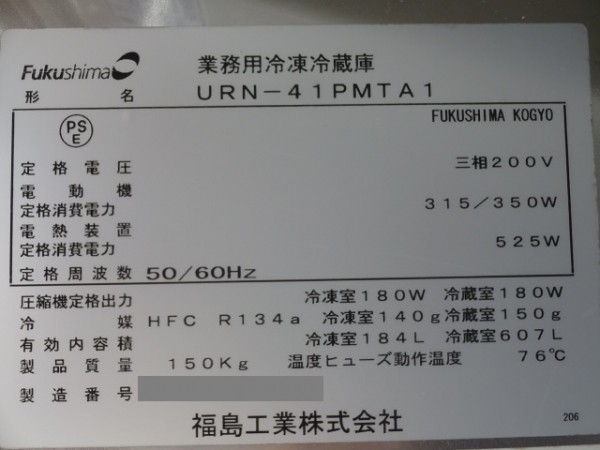 Fukushima
業務用冷凍冷蔵庫
形名 URN-41PMTA1
PS
E
FUKUSHIMA KOGYO
定格電圧 三相200V
電動機
定格消費電力 315/350W
電熱装置
定格消費電力 525W
定格周波数 50/60Hz
圧縮機定格出力 冷凍室180W 冷蔵室180W
冷媒 HFC R134a 冷凍室140g 冷蔵室150g
有効内容積 冷凍室184L 冷蔵室607L
製品質量 150Kg 温度ヒューズ動作温度 76℃
製造番号
福島工業株式会社
206